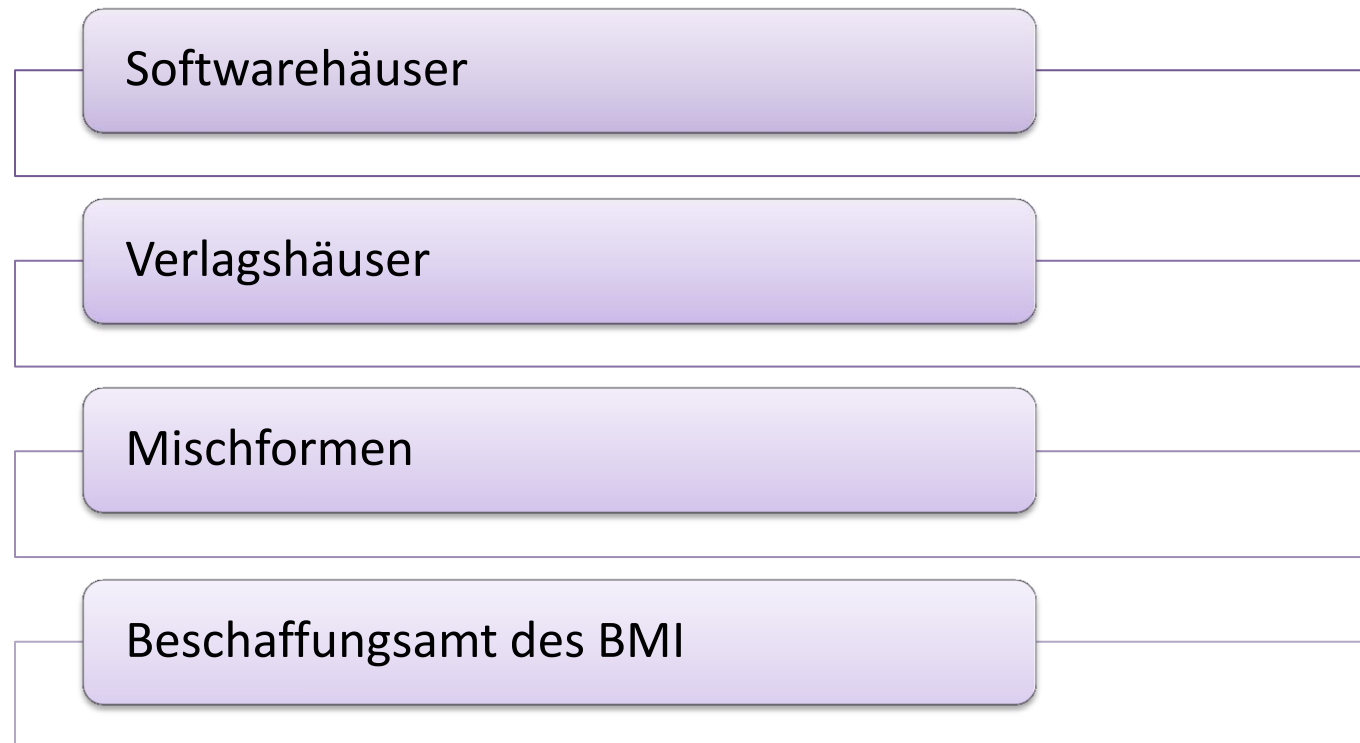 Softwarehäuser
Verlagshäuser
Mischformen
Beschaffungsamt des BMI